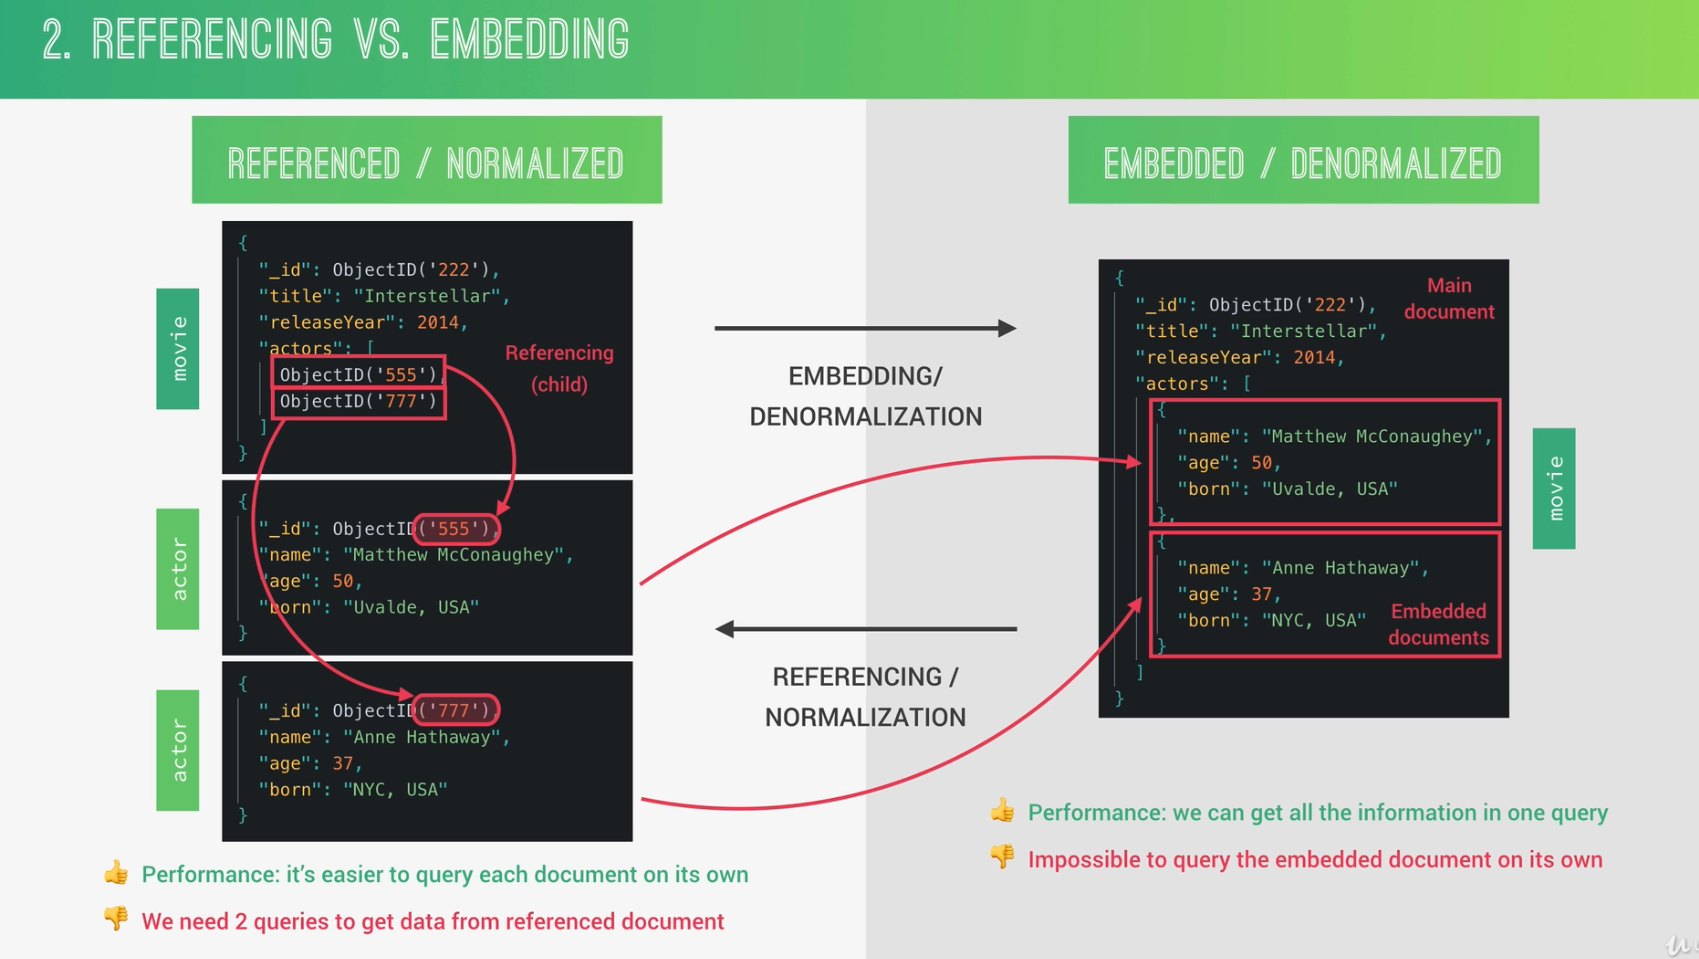 2. REFERENCING VS. EMBEDDING
REFERENCED / NORMALIZED
movie
{
"_id": ObjectID('222'),
"title": "Interstellar",
"releaseYear": 2014,
"actors": [
ObjectID('555'),
ObjectID('777')
]
}
Referencing
(child)
actor
{
"_id": ObjectID('555'),
"name": "Matthew McConaughey",
"age": 50,
"born": "Uvalde, USA"
}
actor
{
"_id": ObjectID('777'),
"name": "Anne Hathaway",
"age": 37,
"born": "NYC, USA"
}
👍 Performance: it's easier to query each document on its own
👎 We need 2 queries to get data from referenced document
EMBEDDING/
DENORMALIZATION
REFERENCING /
NORMALIZATION
EMBEDDED / DENORMALIZED
{
"_id": ObjectID('222'),
"title": "Interstellar",
"releaseYear": 2014,
"actors": [
{
"name": "Matthew McConaughey",
"age": 50,
"born": "Uvalde, USA"
},
{
"name": "Anne Hathaway",
"age": 37,
"born": "NYC, USA"
}
]
}
Main
document
Embedded
documents
movie
👍 Performance: we can get all the information in one query
👎 Impossible to query the embedded document on its own